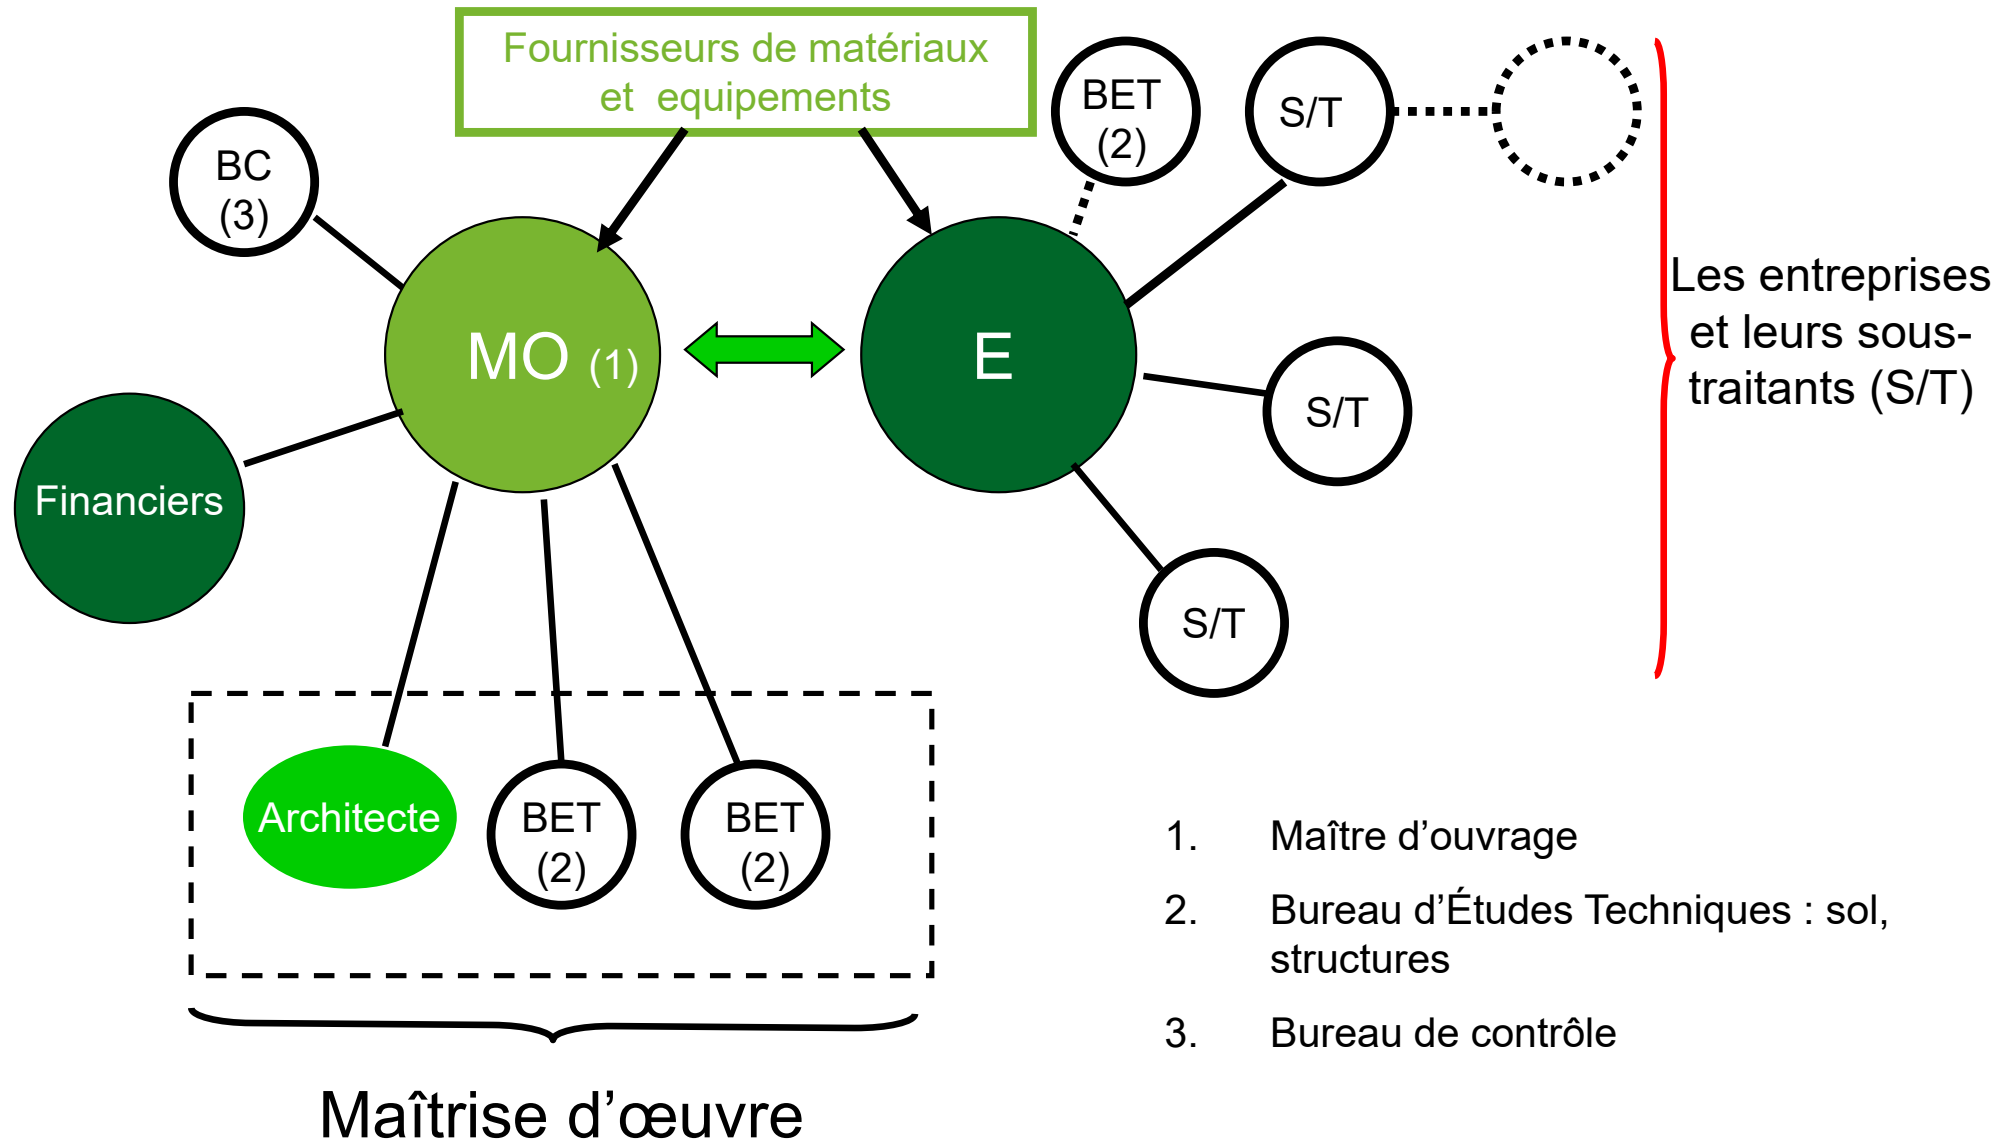 Fournisseurs de matériaux
et equipements
BET
(2)
S/T
BC
(3)
MO (1)
E
Les entreprises
et leurs sous-
traitants (S/T)
S/T
Financiers
S/T
Architecte
BET
(2)
BET
(2)
1. Maître d’ouvrage
2. Bureau d’Études Techniques : sol,
structures
3. Bureau de contrôle
Maîtrise d’œuvre